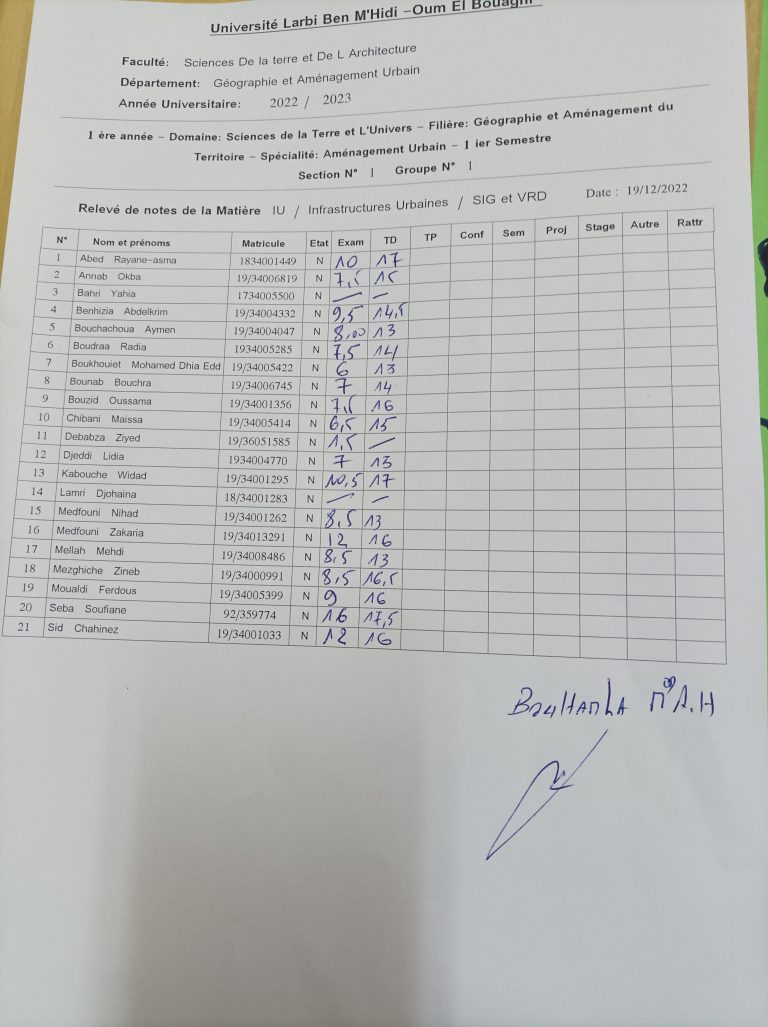 Université Larbi Ben M'Hidi -Oum El Bouaghi
Faculté: Sciences De la terre et De L Architecture
Département: Géographie et Aménagement Urbain
Année Universitaire: 2022 / 2023
1 ère année - Domaine: Sciences de la Terre et L'Univers - Filière: Géographie et Aménagement du
Territoire - Spécialité: Aménagement Urbain - 1 ier Semestre
Section N° 1 Groupe N° 1
Relevé de notes de la Matière IU / Infrastructures Urbaines / SIG et VRD Date : 19/12/2022
N° Nom et prénoms Matricule Etat Exam TD TP Conf Sem Proj Stage Autre Rattr
1 Abed Rayane-asma 1834001449 N 10 17
2 Annab Okba 19/34006819 N 7,5 15
3 Bahri Yahia 1734005500 N — —
4 Benhizia Abdelkrim 19/34004332 N 9,5 14,5
5 Bouchachoua Aymen 19/34004047 N 8,00 13
6 Boudraa Radia 1934005285 N 7,5 14
7 Boukhouiet Mohamed Dhia Edd 19/34005422 N 6 13
8 Bounab Bouchra 19/34006745 N 7 14
9 Bouzid Oussama 19/34001356 N 7,5 16
10 Chibani Maissa 19/34005414 N 6,5 15
11 Debabza Ziyed 19/36051585 N 1,5 —
12 Djeddi Lidia 1934004770 N 7 13
13 Kabouche Widad 19/34001295 N 10,5 17
14 Lamri Djohaina 18/34001283 N — —
15 Medfouni Nihad 19/34001262 N 8,5 13
16 Medfouni Zakaria 19/34013291 N 12 16
17 Mellah Mehdi 19/34008486 N 8,5 13
18 Mezghiche Zineb 19/34000991 N 8,5 16,5
19 Moualdi Ferdous 19/34005399 N 9 16
20 Seba Soufiane 92/359774 N 16 17,5
21 Sid Chahinez 19/34001033 N 12 16
A.H